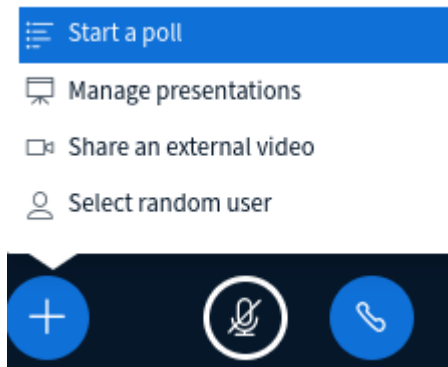 Start a poll
Manage presentations
Share an external video
Select random user